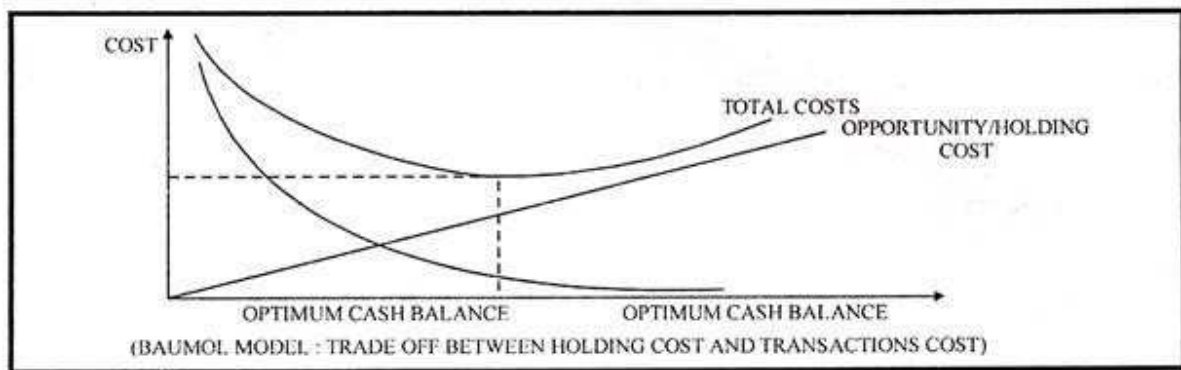 COST
TOTAL COSTS
OPPORTUNITY/HOLDING
COST
OPTIMUM CASH BALANCE OPTIMUM CASH BALANCE
(BAUMOL MODEL : TRADE OFF BETWEEN HOLDING COST AND TRANSACTIONS COST)